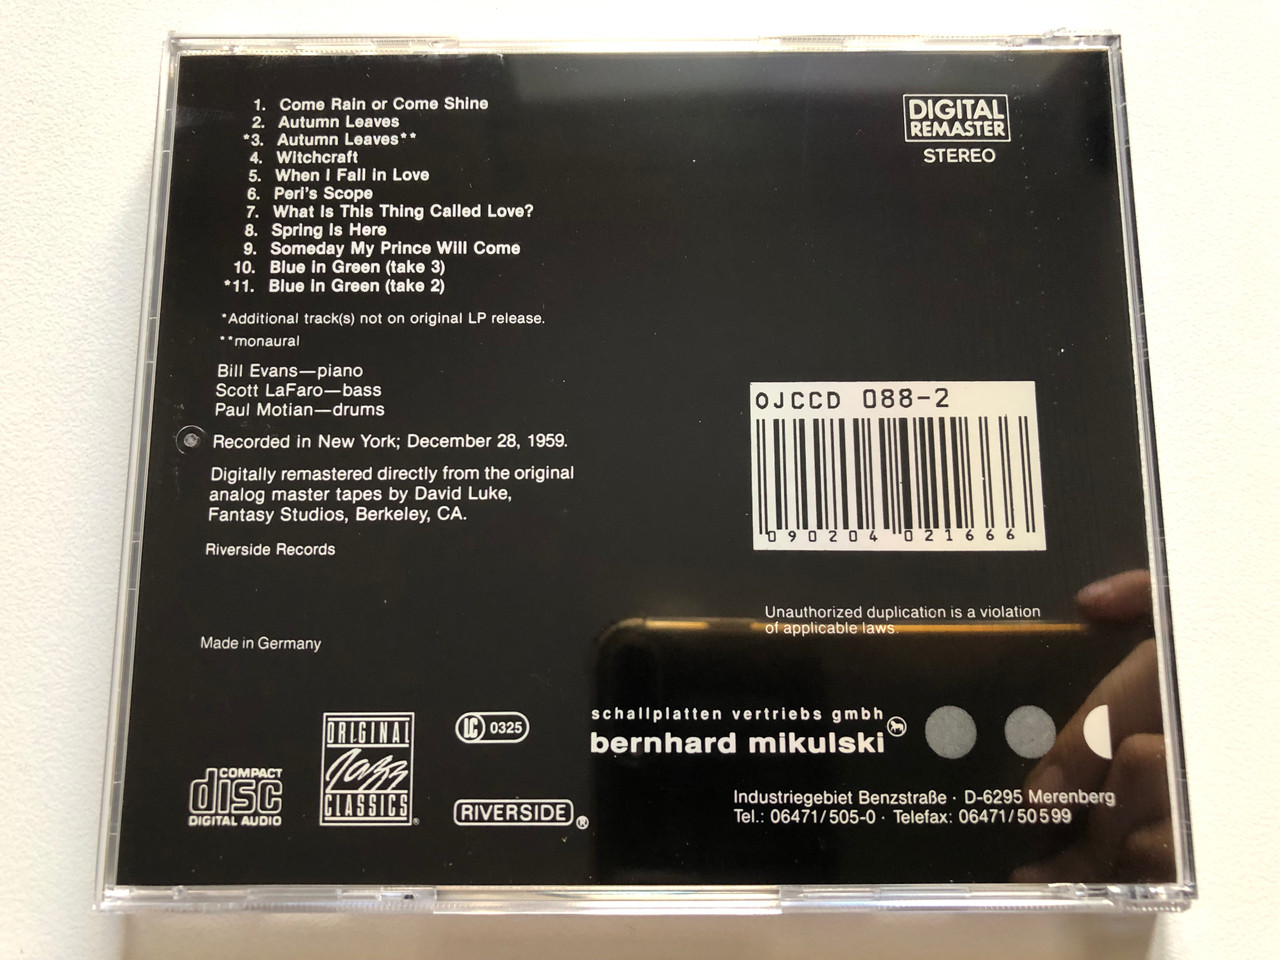 1. Come Rain or Come Shine
2. Autumn Leaves
*3. Autumn Leaves**
4. Witchcraft
5. When I Fall in Love
6. Peri's Scope
7. What Is This Thing Called Love?
8. Spring Is Here
9. Someday My Prince Will Come
10. Blue in Green (take 3)
*11. Blue in Green (take 2)
*Additional track(s) not on original LP release.
**monaural
Bill Evans—piano
Scott LaFaro—bass
Paul Motian—drums
Recorded in New York; December 28, 1959.
Digitally remastered directly from the original
analog master tapes by David Luke,
Fantasy Studios, Berkeley, CA.
Riverside Records
Made in Germany
DIGITAL
REMASTER
STEREO
OJCCD 088-2
090204 021666
Unauthorized duplication is a violation
of applicable laws.
COMPACT
disc
DIGITAL AUDIO
ORIGINAL
Jazz
CLASSICS®
LC 0325
RIVERSIDE®
schallplatten vertriebs gmbh
bernhard mikulski
Industriegebiet Benzstraße · D-6295 Merenberg
Tel.: 06471/505-0 · Telefax: 06471/50599